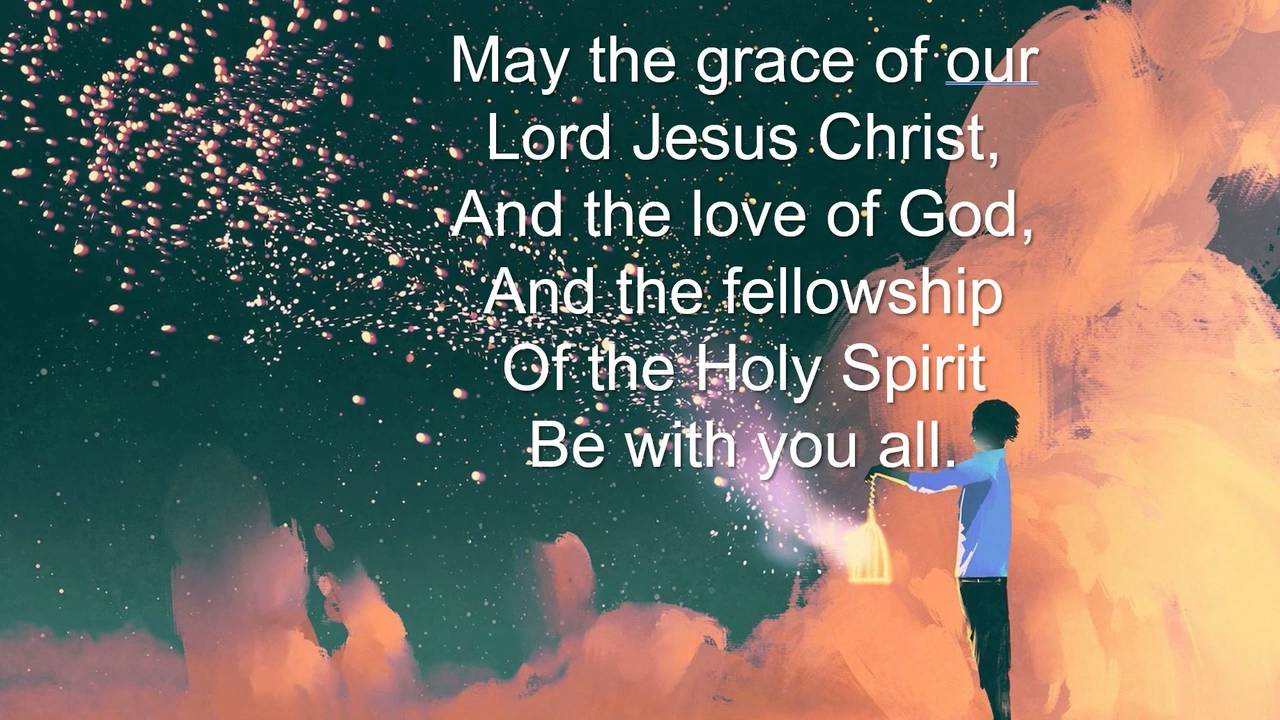 May the grace of our
Lord Jesus Christ,
And the love of God,
And the fellowship
Of the Holy Spirit
Be with you all.